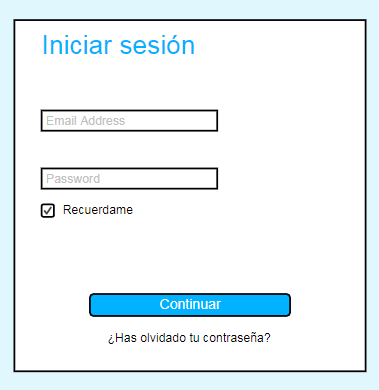 Iniciar sesión
Email Address
Password
Recuerdame
Continuar
¿Has olvidado tu contraseña?